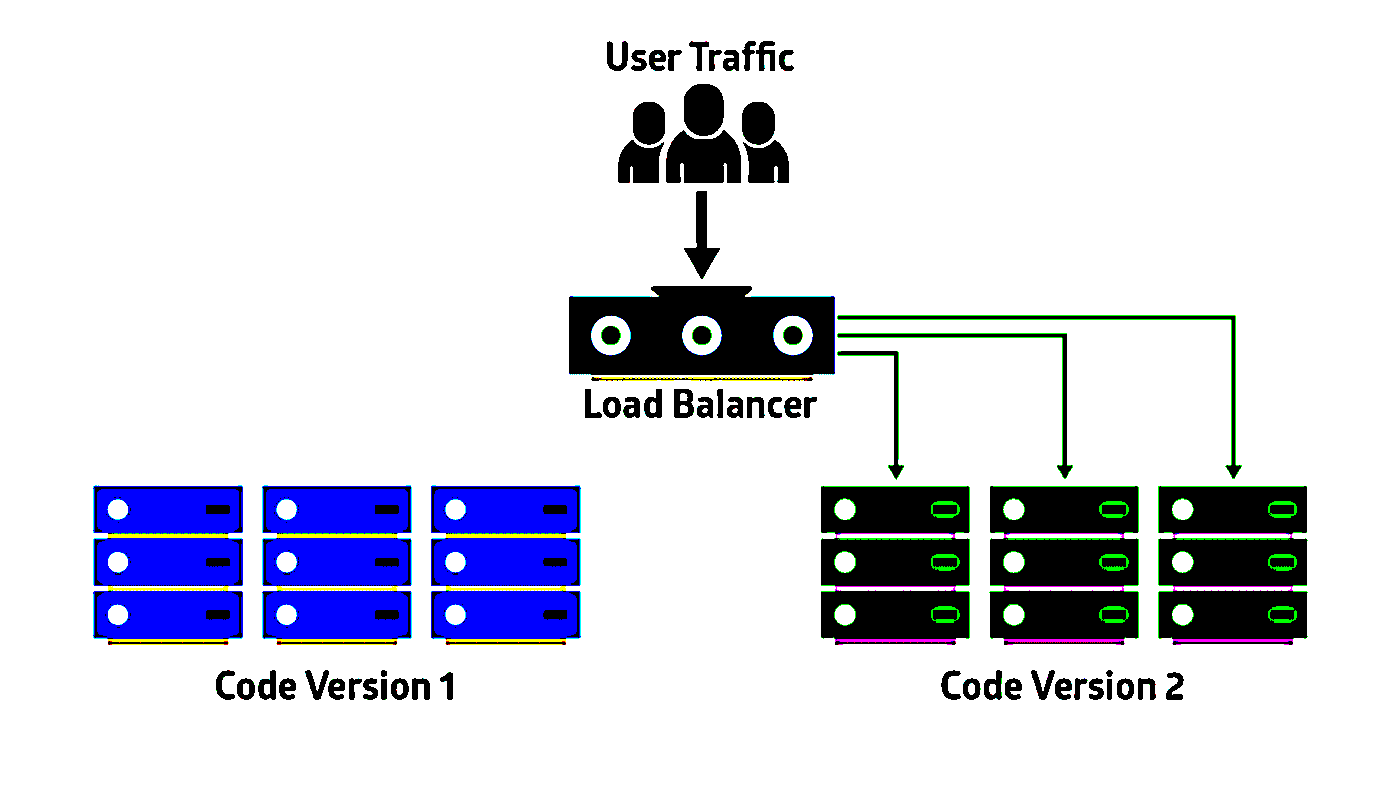 User Traffic
Load Balancer
Code Version 1
Code Version 2